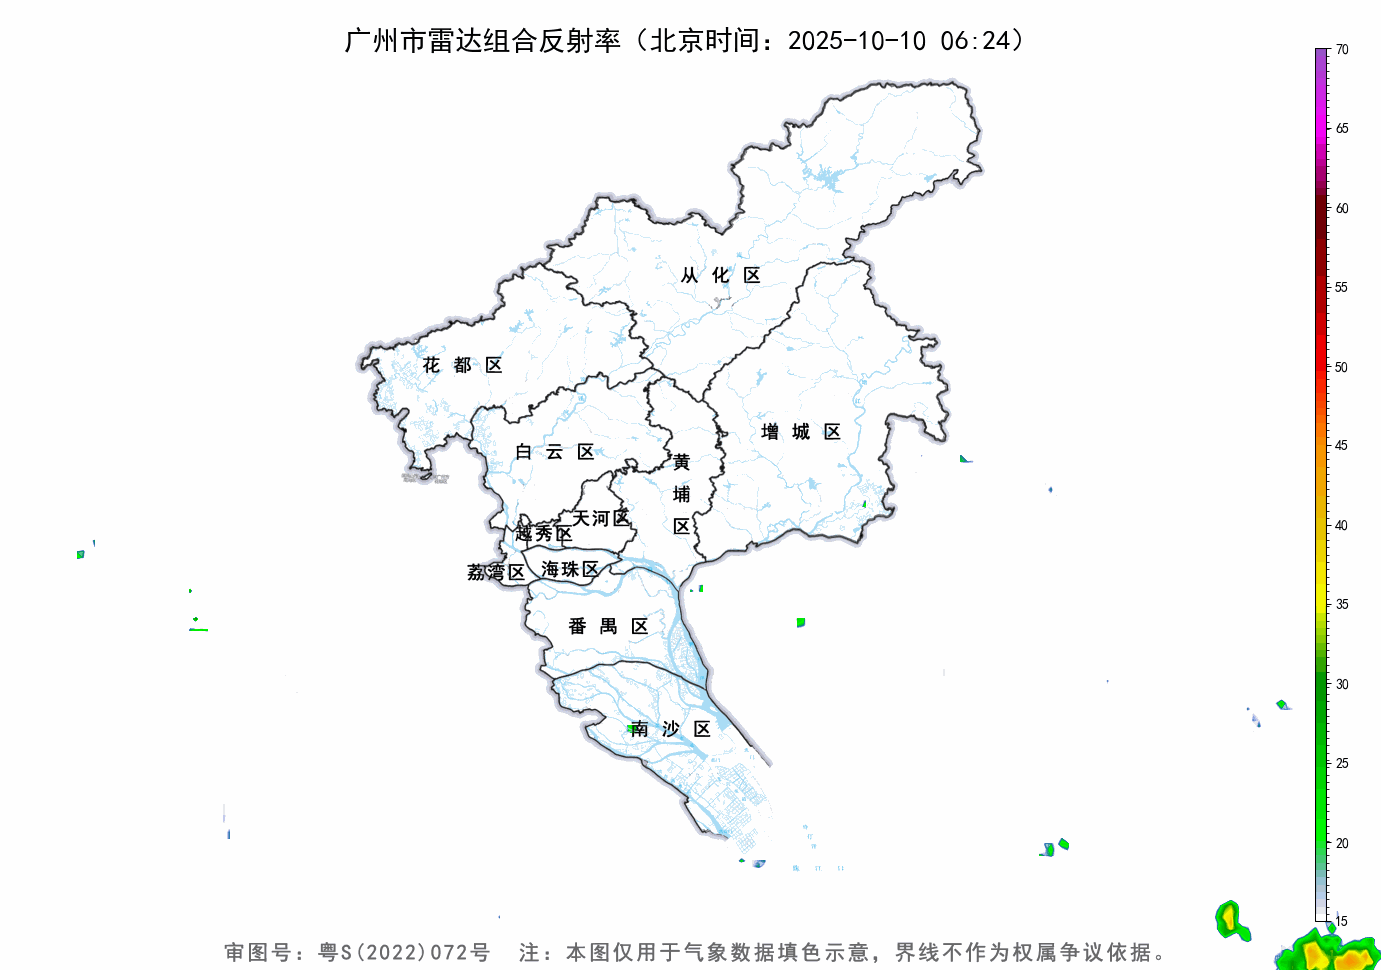 广州市雷达组合反射率（北京时间：2025-10-10 06:24）
70
65
60
55
50
45
40
35
30
25
20
15
从化区
花都区
增城区
白云区
黄埔区
天河区
越秀区
荔湾区
海珠区
番禺区
南沙区
审图号：粤S(2022)072号 注：本图仅用于气象数据填色示意，界线不作为权属争议依据。